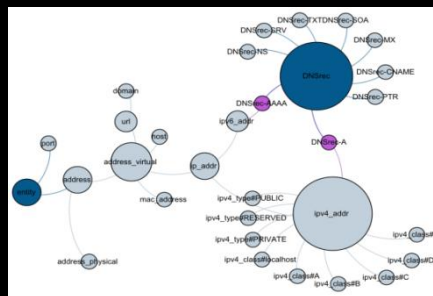 DNSrec-TXT
DNSrec-SOA
DNSrec-SRV
DNSrec-MX
DNSrec-NS
DNSrec
DNSrec-CNAME
DNSrec-AAAA
DNSrec-PTR
domain
url
host
ipv6_addr
port
DNSrec-A
address_virtual
ip_addr
entity
address
mac_address
ipv4_type#PUBLIC
ipv4_type#RESERVED
ipv4_addr
ipv4_type#PRIVATE
ipv4_class#localhost
address_physical
ipv4_class#A
ipv4_class#B
ipv4_class#C
ipv4_class#D